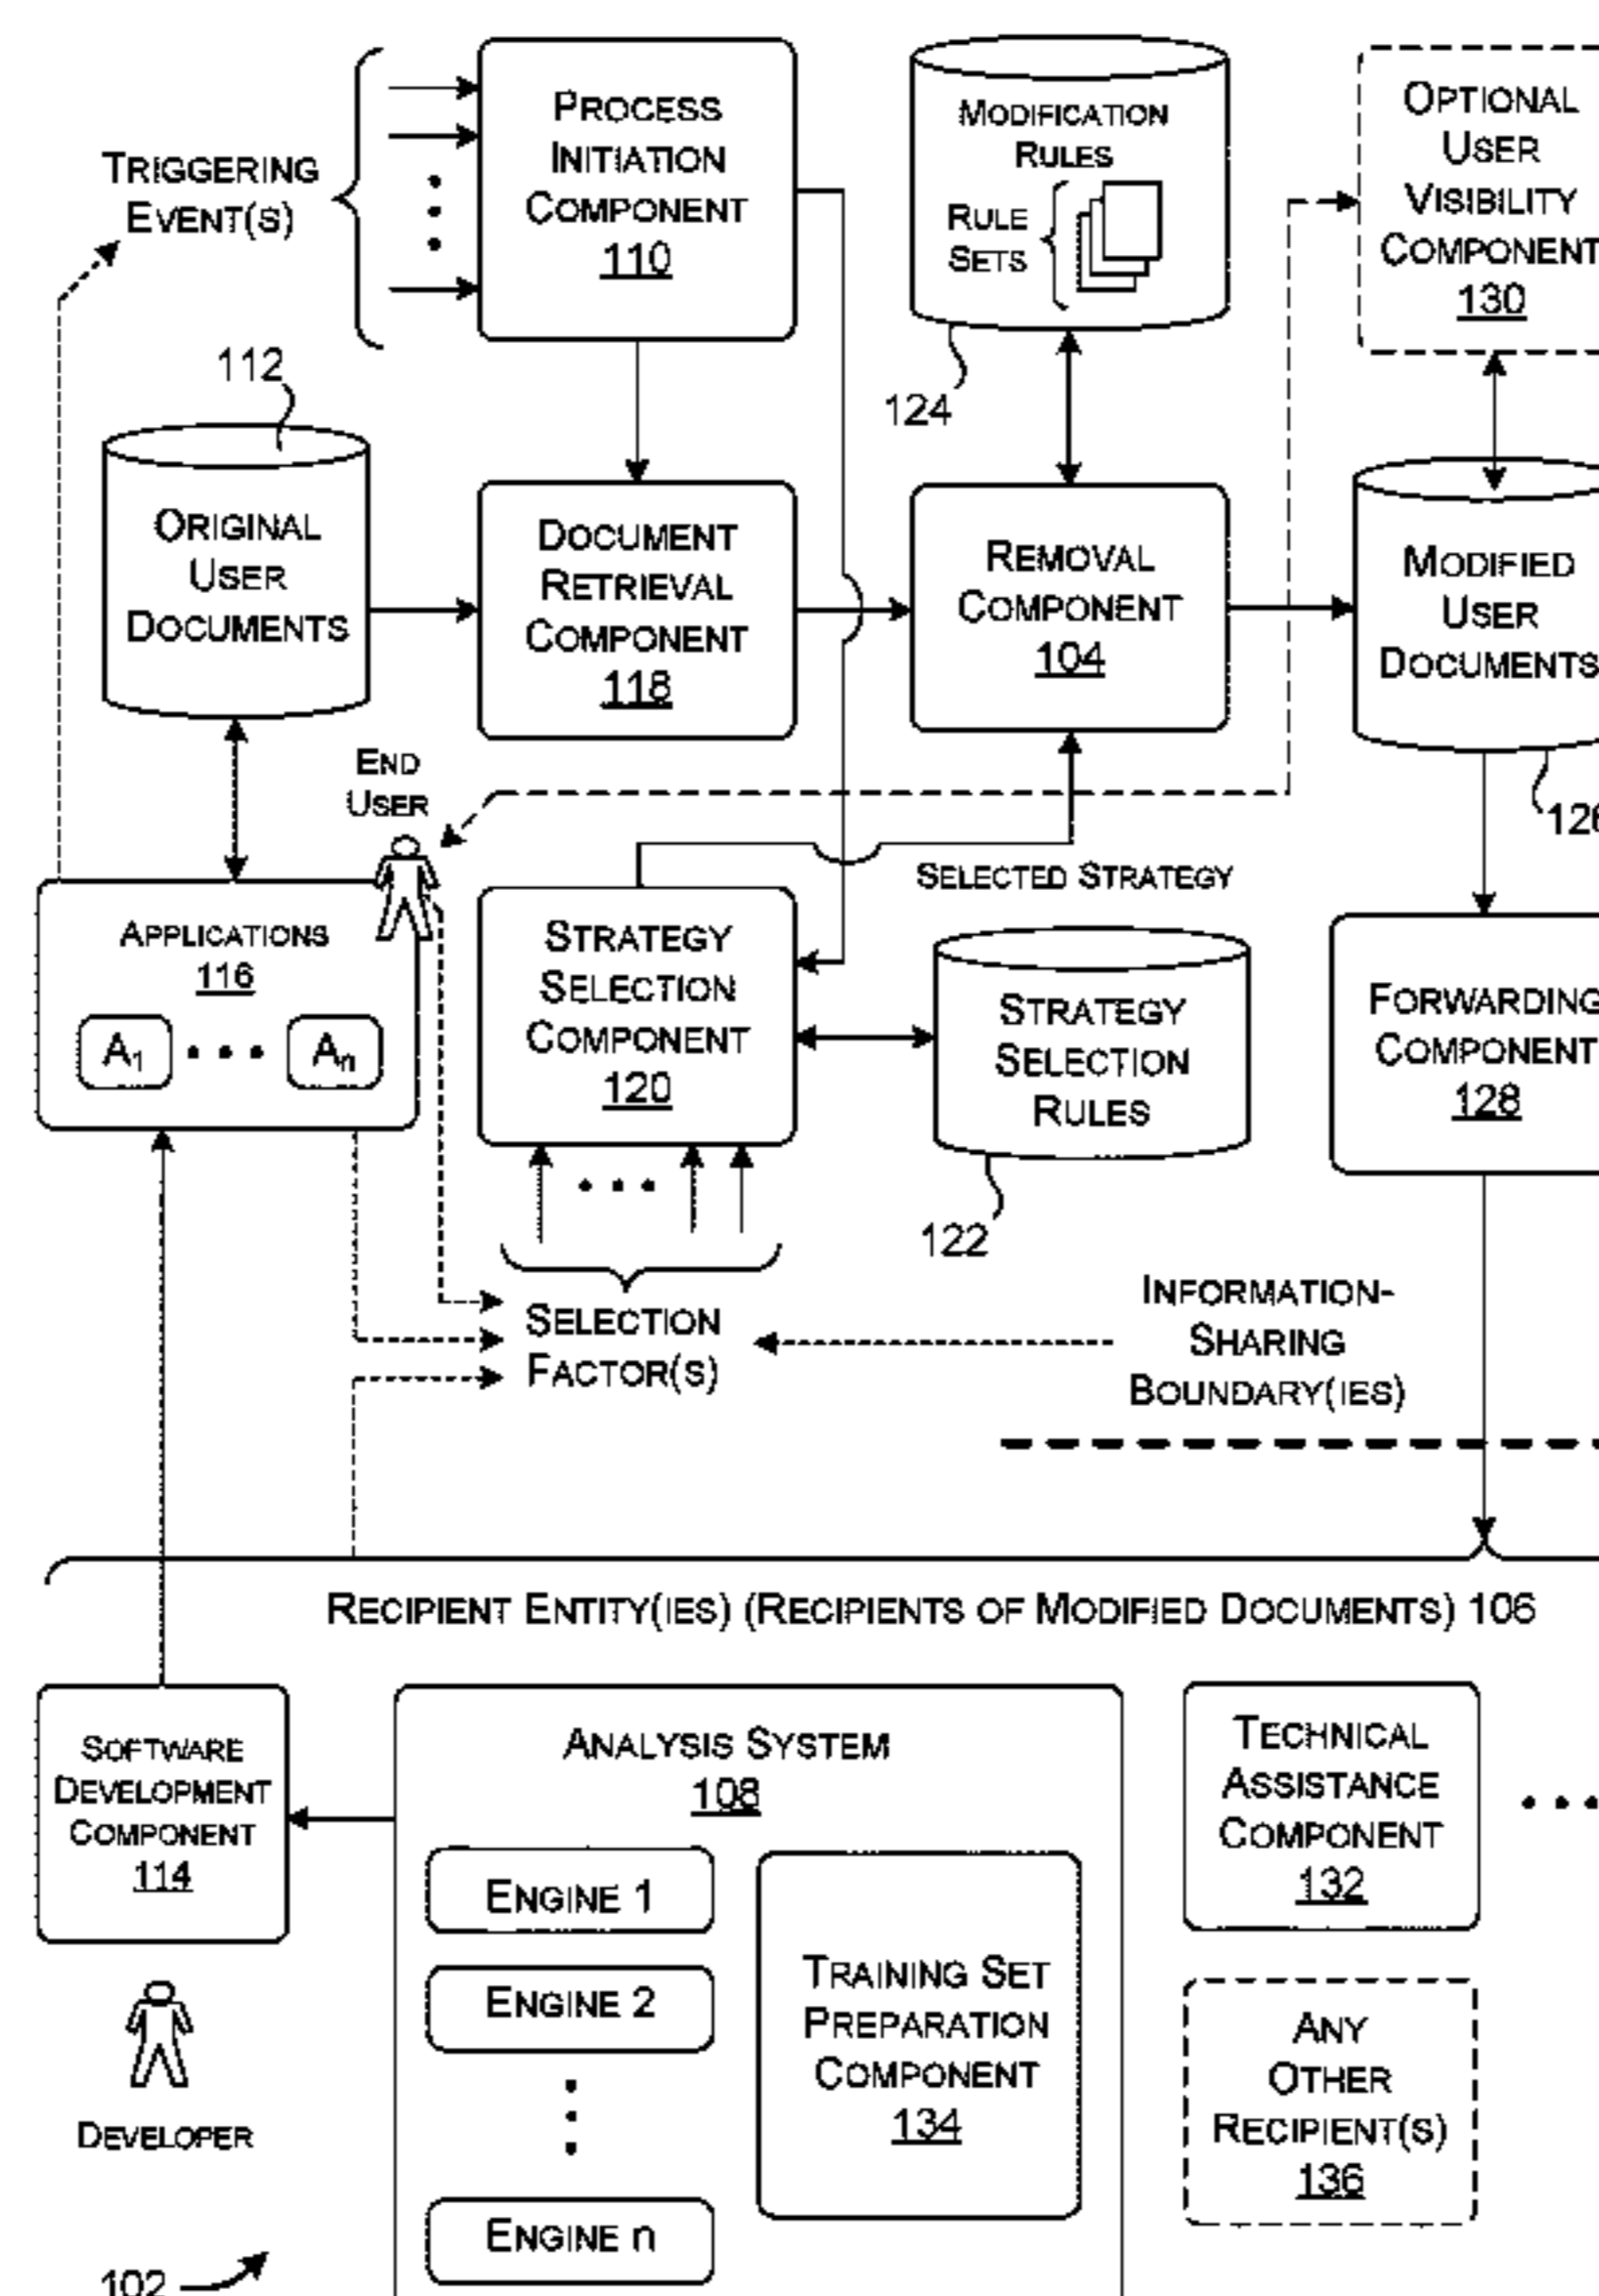 TRIGGERING
EVENT(S)
PROCESS
INITIATION
COMPONENT
110
MODIFICATION
RULES
RULE
SETS
124
OPTIONAL
USER
VISIBILITY
COMPONENT
130
112
ORIGINAL
USER
DOCUMENTS
DOCUMENT
RETRIEVAL
COMPONENT
118
REMOVAL
COMPONENT
104
MODIFIED
USER
DOCUMENTS
126
END
USER
APPLICATIONS
116
A1 • • • An
STRATEGY
SELECTION
COMPONENT
120
SELECTED STRATEGY
STRATEGY
SELECTION
RULES
122
FORWARDING
COMPONENT
128
SELECTION
FACTOR(S)
INFORMATION-
SHARING
BOUNDARY(IES)
RECIPIENT ENTITY(IES) (RECIPIENTS OF MODIFIED DOCUMENTS) 106
SOFTWARE
DEVELOPMENT
COMPONENT
114
DEVELOPER
ANALYSIS SYSTEM
108
ENGINE 1
ENGINE 2
ENGINE n
TRAINING SET
PREPARATION
COMPONENT
134
TECHNICAL
ASSISTANCE
COMPONENT
132
ANY
OTHER
RECIPIENT(S)
136
102